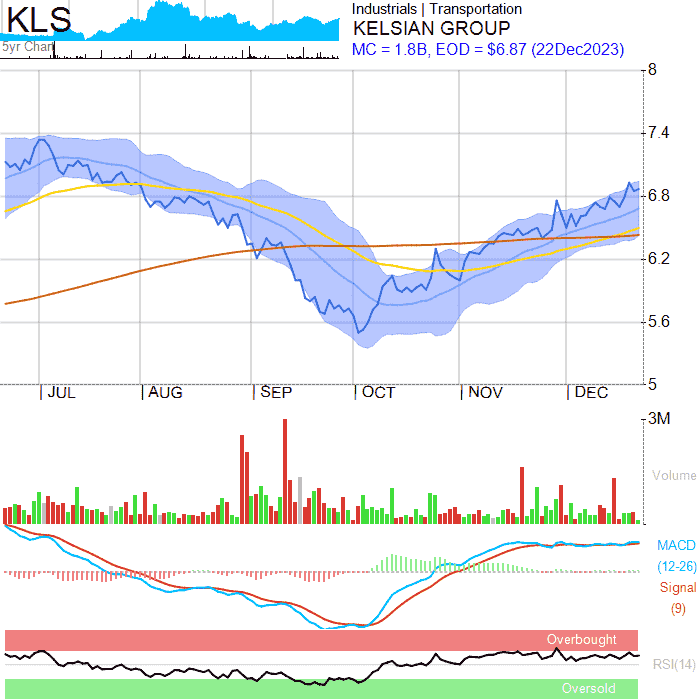 KLS
5yr Chart
Industrials | Transportation
KELSIAN GROUP
MC = 1.8B, EOD = $6.87 (22Dec2023)
8
7.4
6.8
6.2
5.6
5
JUL AUG SEP OCT NOV DEC
3M
Volume
MACD
(12-26)
Signal
(9)
Overbought
RSI(14)
Oversold